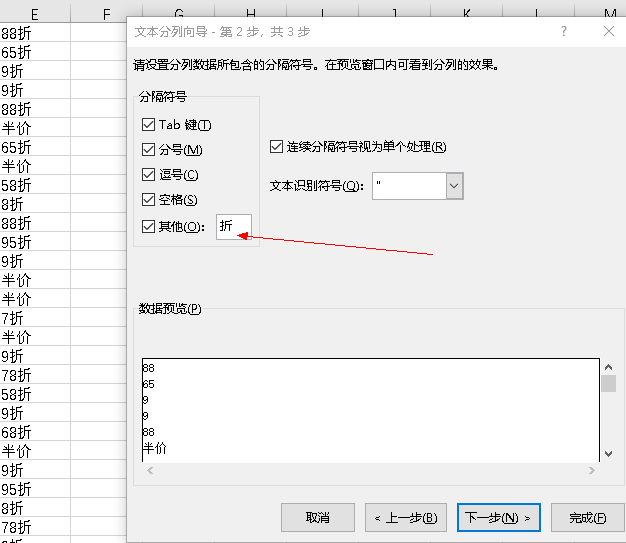 E F G H I J K L M
88折
65折
9折
9折
88折
半价
65折
半价
58折
8折
88折
95折
9折
半价
半价
7折
半价
9折
78折
58折
9折
68折
半价
9折
95折
8折
78折
文本分列向导 - 第 2 步，共 3 步 ?
请设置分列数据所包含的分隔符号。在预览窗口内可看到分列的效果。
分隔符号
Tab 键(T)
分号(M)
逗号(C)
空格(S)
其他(O): 折
连续分隔符号视为单个处理(R)
文本识别符号(Q): "
数据预览(P)
88
65
9
9
88
半价
取消
< 上一步(B)
下一步(N) >
完成(F)